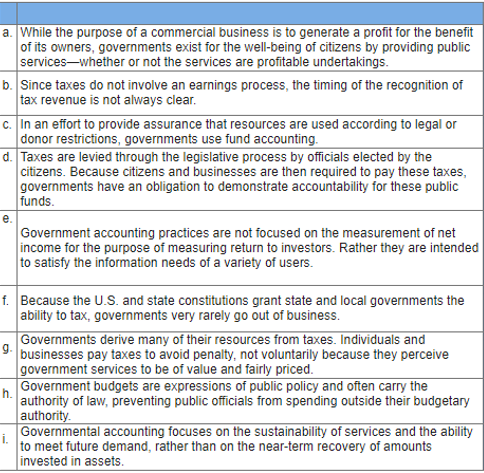 a. While the purpose of a commercial business is to generate a profit for the benefit
of its owners, governments exist for the well-being of citizens by providing public
services—whether or not the services are profitable undertakings.
b. Since taxes do not involve an earnings process, the timing of the recognition of
tax revenue is not always clear.
c. In an effort to provide assurance that resources are used according to legal or
donor restrictions, governments use fund accounting.
d. Taxes are levied through the legislative process by officials elected by the
citizens. Because citizens and businesses are then required to pay these taxes,
governments have an obligation to demonstrate accountability for these public
funds.
e.
Government accounting practices are not focused on the measurement of net
income for the purpose of measuring return to investors. Rather they are intended
to satisfy the information needs of a variety of users.
f. Because the U.S. and state constitutions grant state and local governments the
ability to tax, governments very rarely go out of business.
g. Governments derive many of their resources from taxes. Individuals and
businesses pay taxes to avoid penalty, not voluntarily because they perceive
government services to be of value and fairly priced.
h. Government budgets are expressions of public policy and often carry the
authority of law, preventing public officials from spending outside their budgetary
authority.
i. Governmental accounting focuses on the sustainability of services and the ability
to meet future demand, rather than on the near-term recovery of amounts
invested in assets.